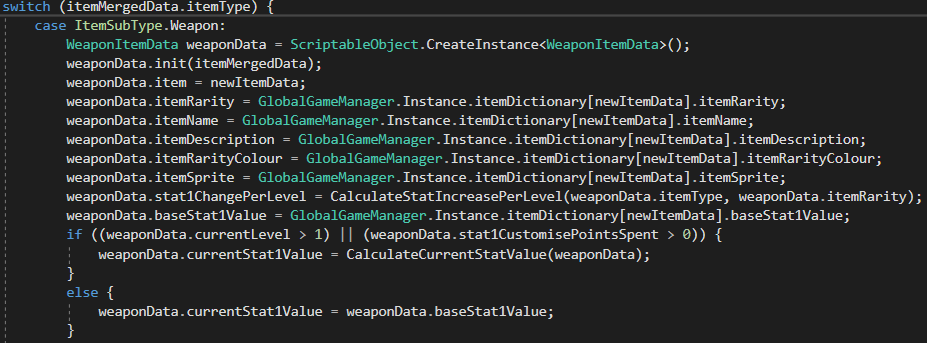 switch (itemMergedData.itemType) {
case ItemSubType.Weapon:
WeaponItemData weaponData = ScriptableObject.CreateInstance<WeaponItemData>();
weaponData.init(itemMergedData);
weaponData.item = newItemData;
weaponData.itemRarity = GlobalGameManager.Instance.itemDictionary[newItemData].itemRarity;
weaponData.itemName = GlobalGameManager.Instance.itemDictionary[newItemData].itemName;
weaponData.itemDescription = GlobalGameManager.Instance.itemDictionary[newItemData].itemDescription;
weaponData.itemRarityColour = GlobalGameManager.Instance.itemDictionary[newItemData].itemRarityColour;
weaponData.itemSprite = GlobalGameManager.Instance.itemDictionary[newItemData].itemSprite;
weaponData.stat1ChangePerLevel = CalculateStatIncreasePerLevel(weaponData.itemType, weaponData.itemRarity);
weaponData.baseStat1Value = GlobalGameManager.Instance.itemDictionary[newItemData].baseStat1Value;
if ((weaponData.currentLevel > 1) || (weaponData.stat1CustomisePointsSpent > 0)) {
weaponData.currentStat1Value = CalculateCurrentStatValue(weaponData);
}
else {
weaponData.currentStat1Value = weaponData.baseStat1Value;
}